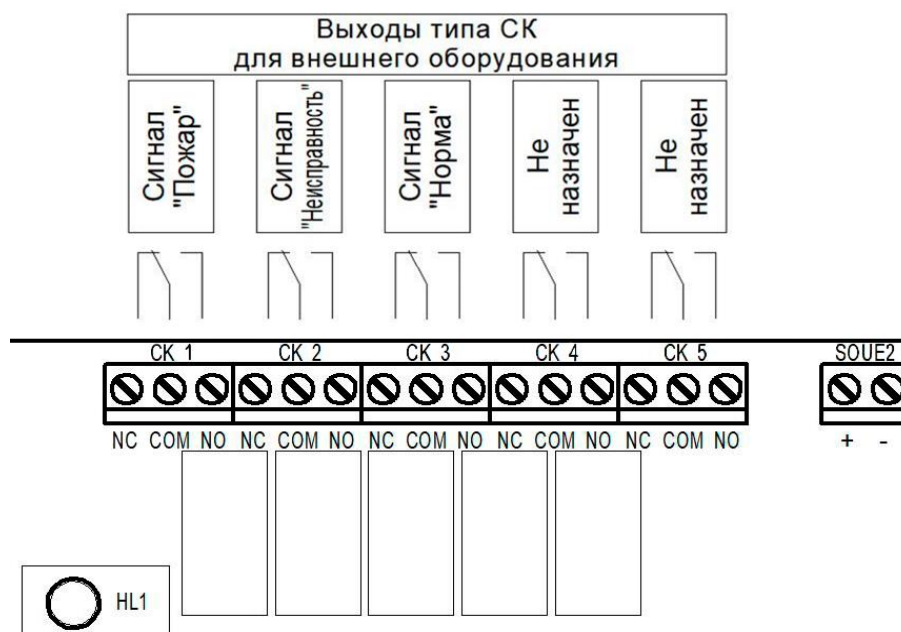 Выходы типа СК
для внешнего оборудования
Сигнал
"Пожар"
Сигнал
"Неисправность"
Сигнал
"Норма"
Не
назначен
Не
назначен
СК 1 СК 2 СК 3 СК 4 СК 5 SOUE2
NC COM NO NC COM NO NC COM NO NC COM NO NC COM NO + -
HL1